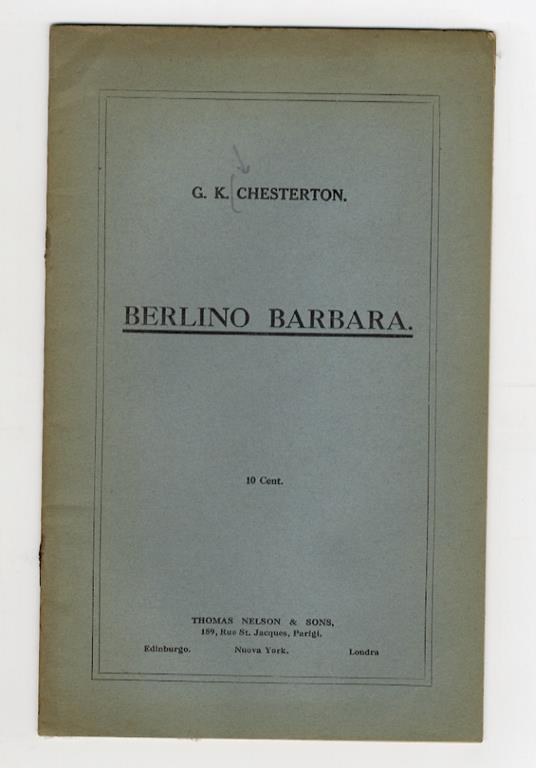 G. K. CHESTERTON.
BERLINO BARBARA.
10 Cent.
THOMAS NELSON & SONS,
189, Rue St. Jacques, Parigi.
Edinburgo. Nuova York. Londra